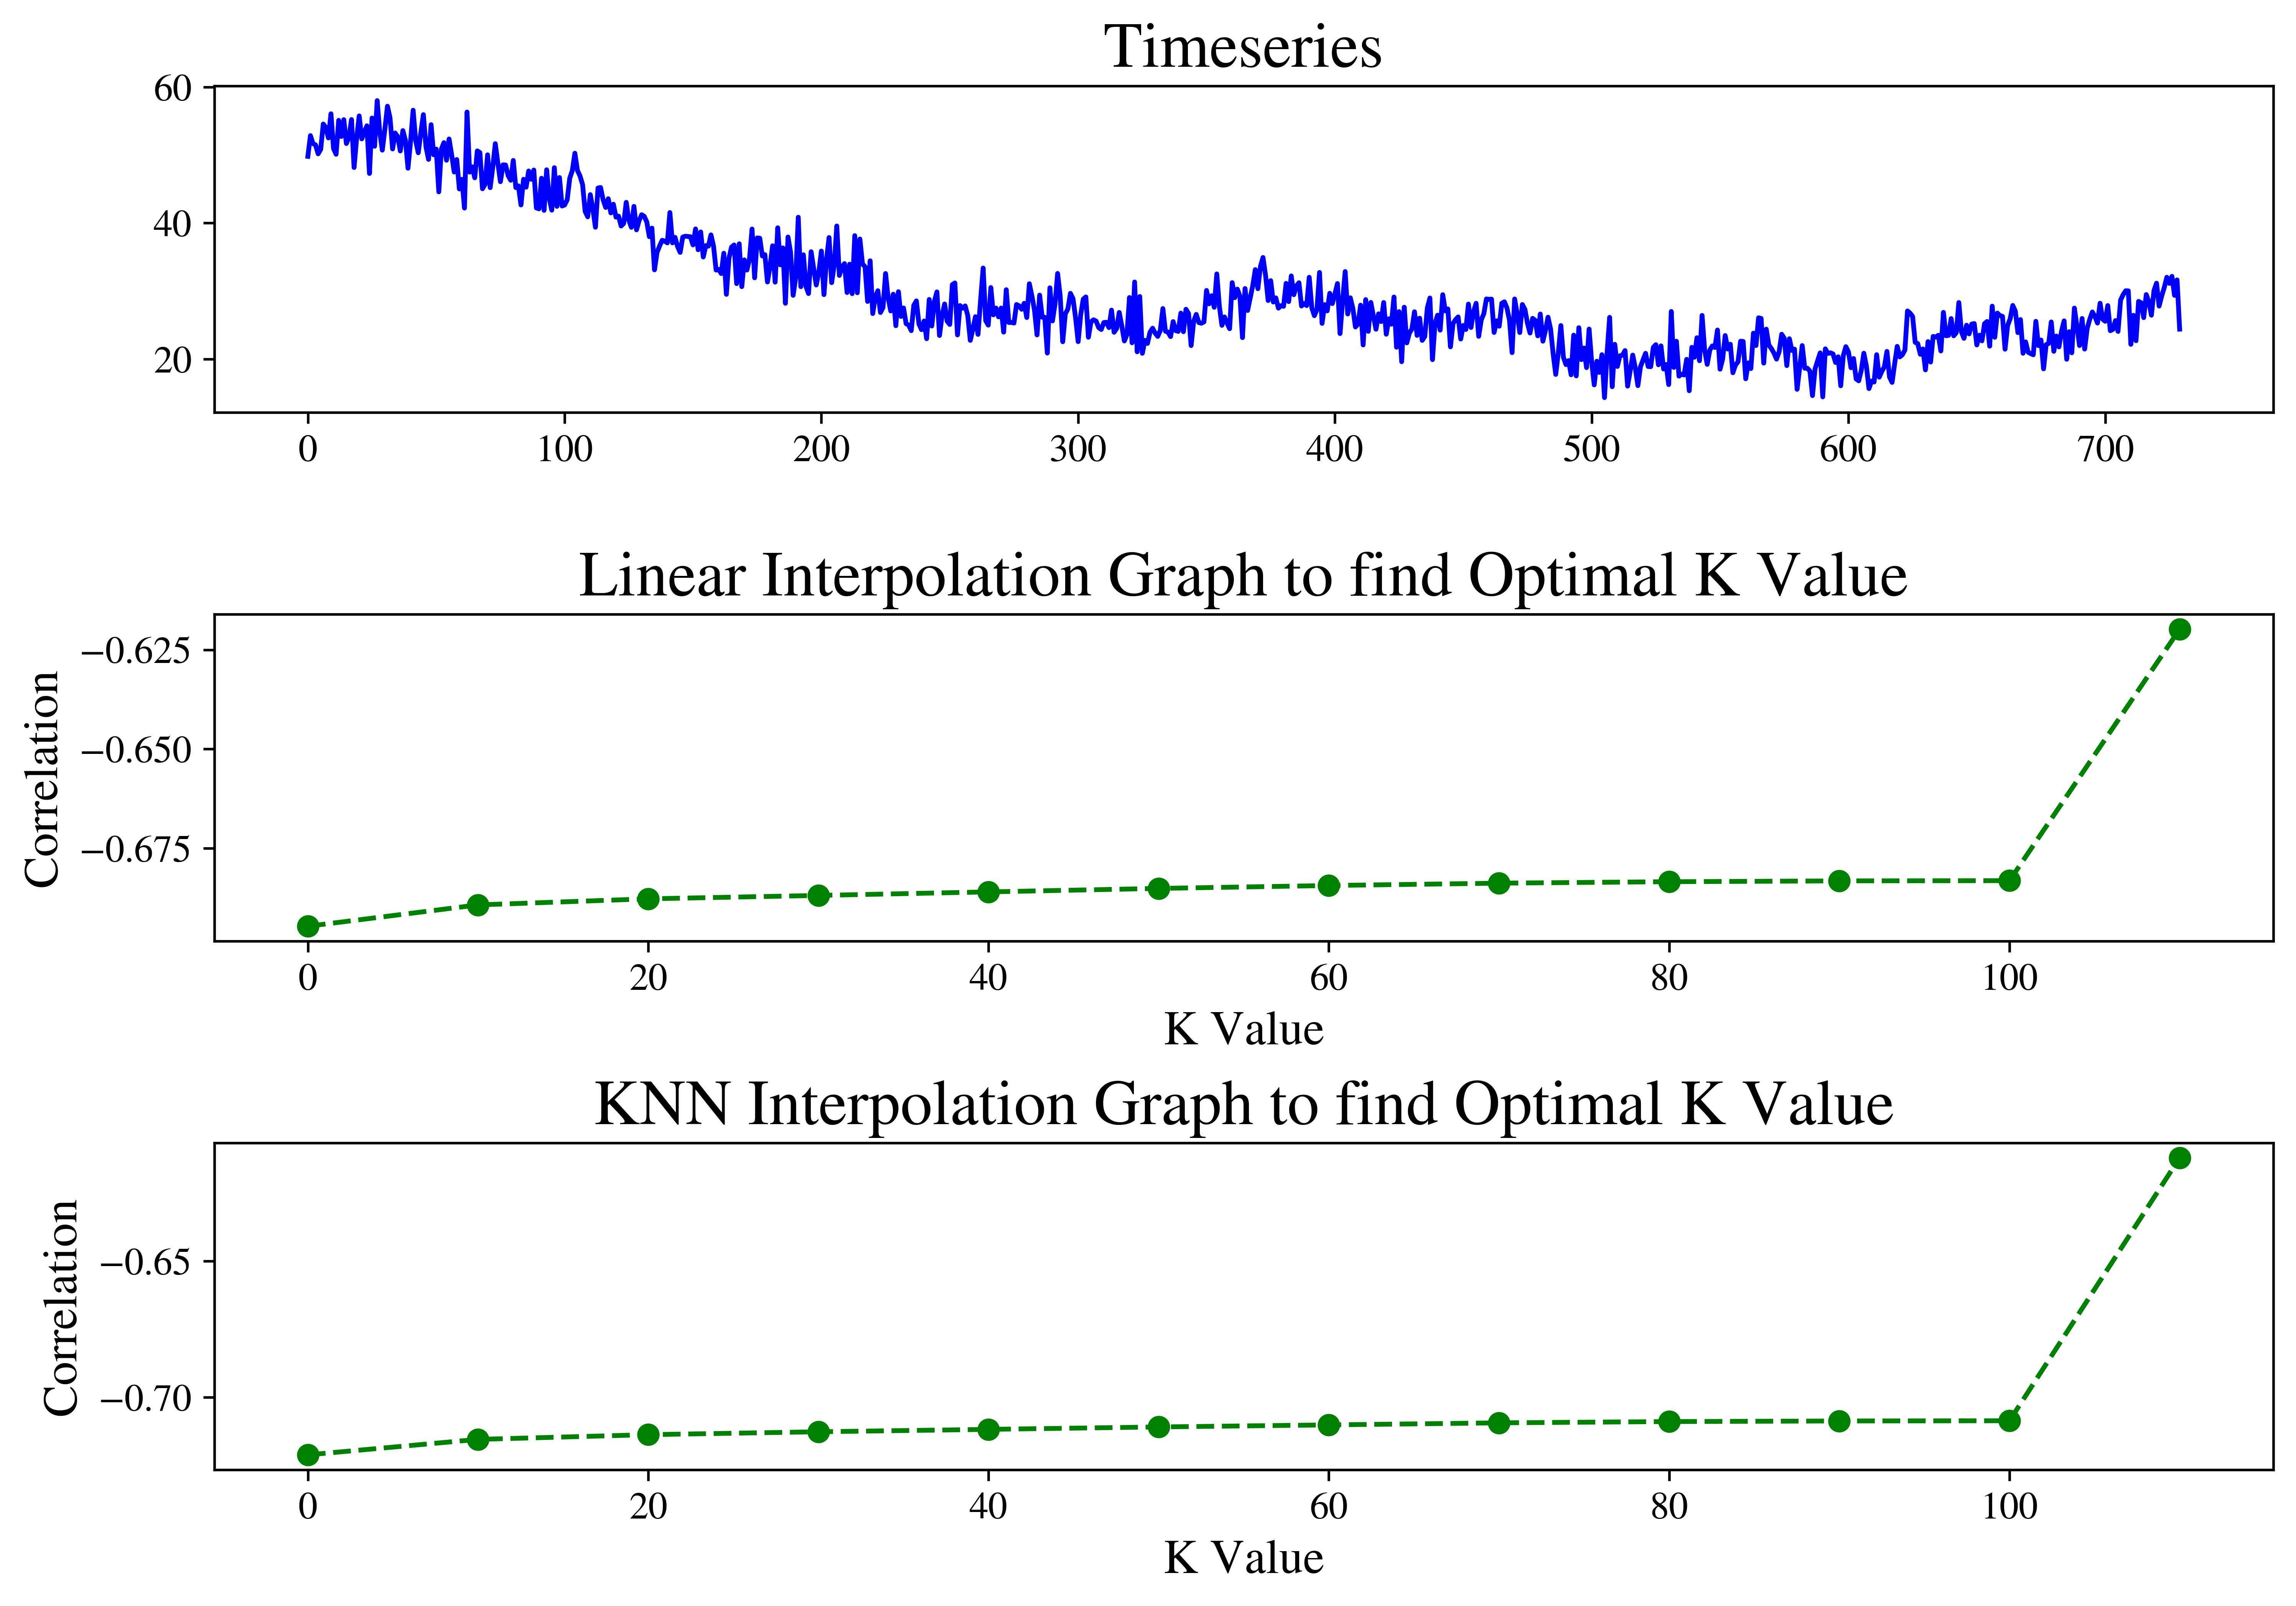 Timeseries
60
40
20
0 100 200 300 400 500 600 700
Linear Interpolation Graph to find Optimal K Value
Correlation
−0.625
−0.650
−0.675
0 20 40 60 80 100
K Value
KNN Interpolation Graph to find Optimal K Value
Correlation
−0.65
−0.70
0 20 40 60 80 100
K Value